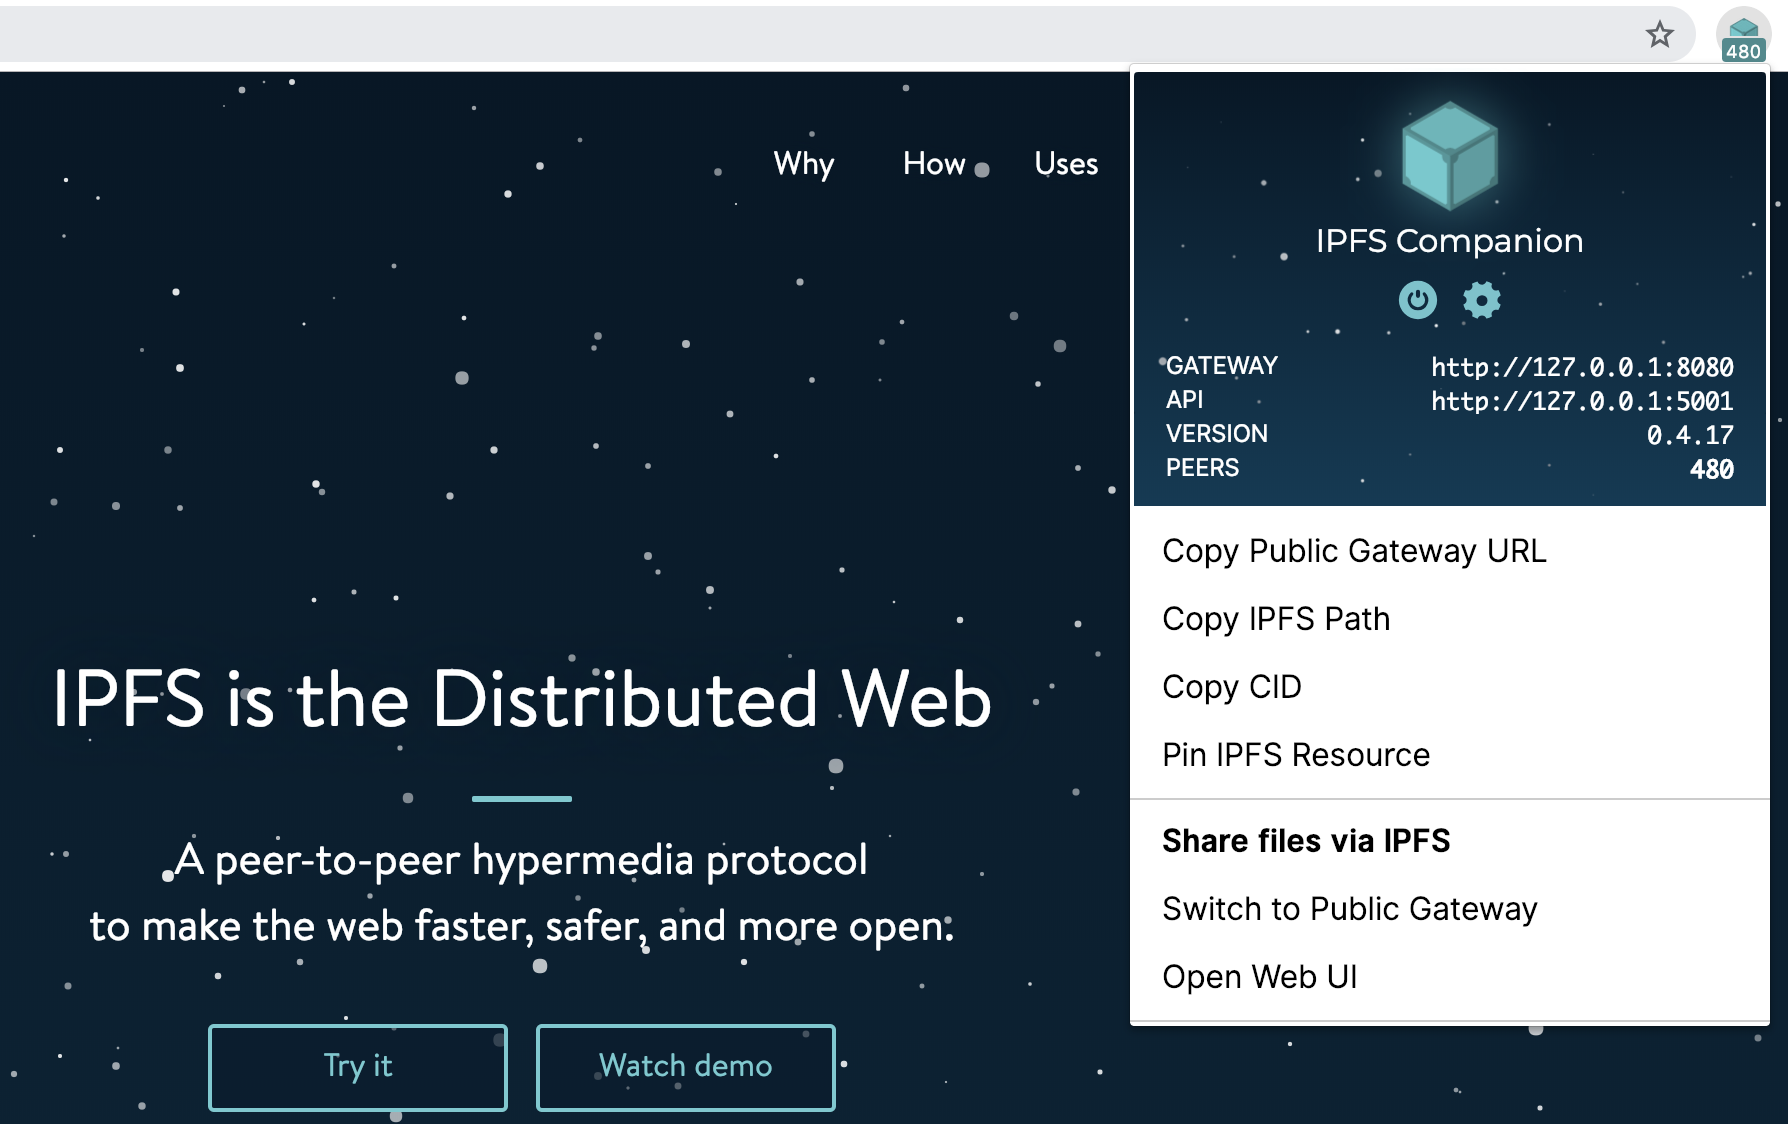 480
Why How Uses
IPFS is the Distributed Web
A peer-to-peer hypermedia protocol
to make the web faster, safer, and more open.
Try it Watch demo
IPFS Companion
GATEWAY http://127.0.0.1:8080
API http://127.0.0.1:5001
VERSION 0.4.17
PEERS 480
Copy Public Gateway URL
Copy IPFS Path
Copy CID
Pin IPFS Resource
Share files via IPFS
Switch to Public Gateway
Open Web UI